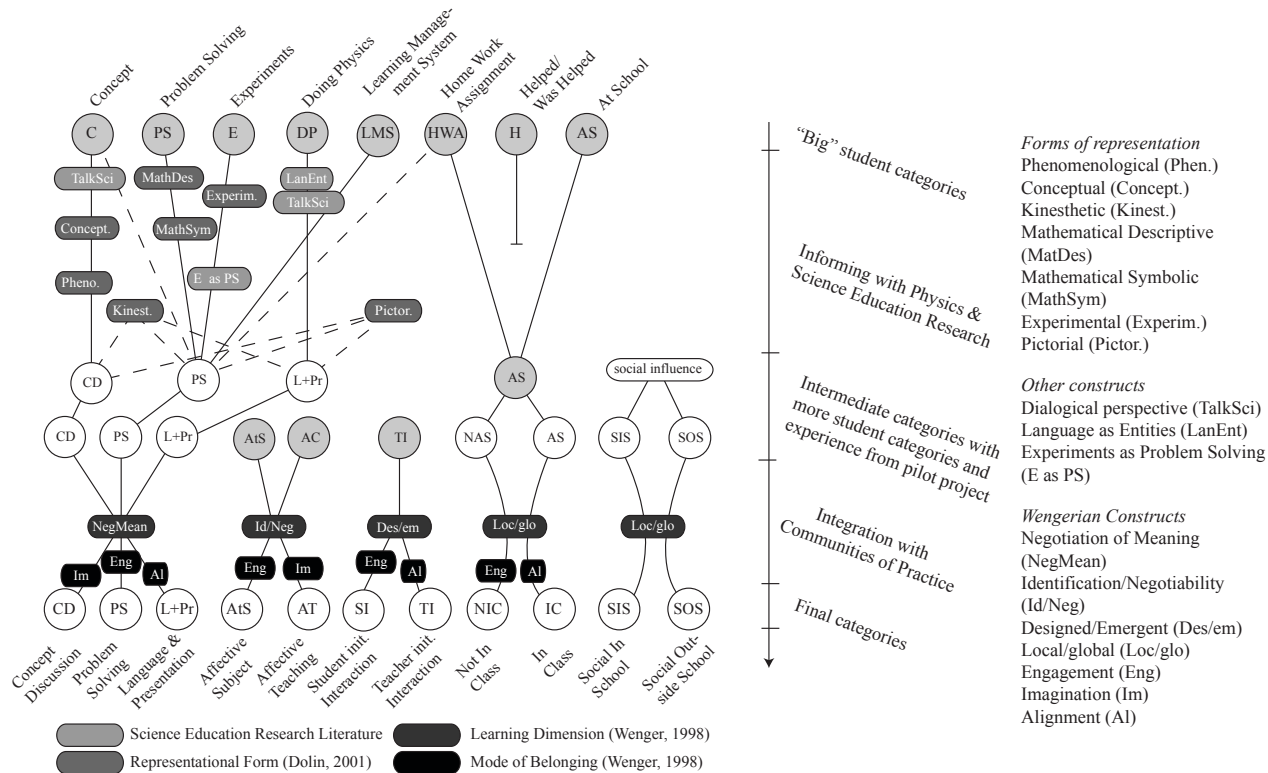 Concept
Problem Solving
Experiments
Doing Physics
Learning Manage-
ment System
Home Work
Assignment
Helped/
Was Helped
At School
C
PS
E
DP
LMS
HWA
H
AS
TalkSci
MathDes
LanEnt
Experim.
TalkSci
Concept.
MathSym
Pheno.
E as PS
Kinest.
Pictor.
CD
PS
L+Pr
AS
social influence
CD
PS
L+Pr
AtS
AC
TI
NAS
AS
SIS
SOS
NegMean
Id/Neg
Des/em
Loc/glo
Loc/glo
Im
Eng
Al
Eng
Im
Eng
Al
Eng
Al
CD
PS
L+Pr
AtS
AT
SI
TI
NIC
IC
SIS
SOS
Concept
Discussion
Problem
Solving
Language &
Presentation
Affective
Subject
Affective
Teaching
Student init.
Interaction
Teacher init.
Interaction
Not In
Class
In
Class
Social In
School
Social Out-
side School
Science Education Research Literature
Representational Form (Dolin, 2001)
Learning Dimension (Wenger, 1998)
Mode of Belonging (Wenger, 1998)
“Big” student categories
Informing with Physics &
Science Education Research
Intermediate categories with
more student categories and
experience from pilot project
Integration with
Communities of Practice
Final categories
Forms of representation
Phenomenological (Phen.)
Conceptual (Concept.)
Kinesthetic (Kinest.)
Mathematical Descriptive
(MatDes)
Mathematical Symbolic
(MathSym)
Experimental (Experim.)
Pictorial (Pictor.)
Other constructs
Dialogical perspective (TalkSci)
Language as Entities (LanEnt)
Experiments as Problem Solving
(E as PS)
Wengerian Constructs
Negotiation of Meaning
(NegMean)
Identification/Negotiability
(Id/Neg)
Designed/Emergent (Des/em)
Local/global (Loc/glo)
Engagement (Eng)
Imagination (Im)
Alignment (Al)